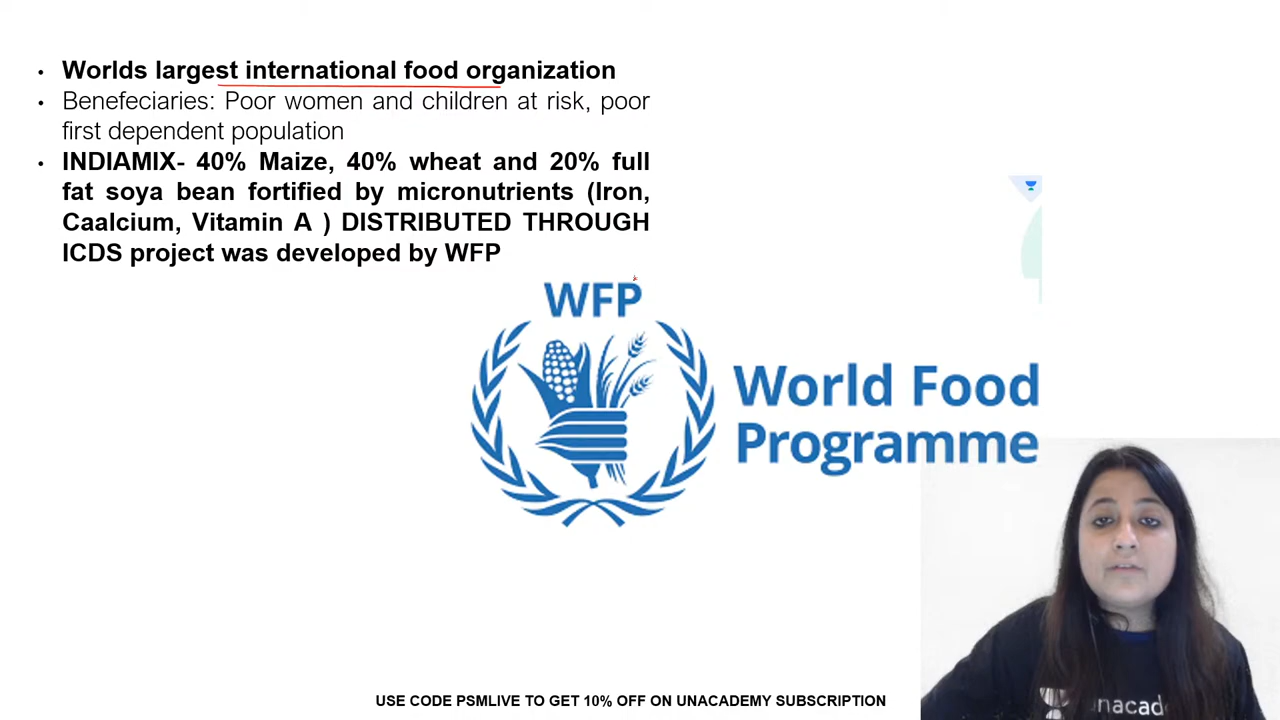 • Worlds largest international food organization
• Benefeciaries: Poor women and children at risk, poor
first dependent population
• INDIAMIX- 40% Maize, 40% wheat and 20% full
fat soya bean fortified by micronutrients (Iron,
Caalcium, Vitamin A ) DISTRIBUTED THROUGH
ICDS project was developed by WFP
WFP
World Food
Programme
USE CODE PSMLIVE TO GET 10% OFF ON UNACADEMY SUBSCRIPTION